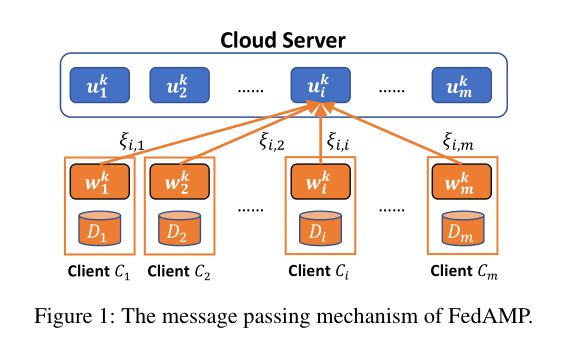 Cloud Server
u_1^k u_2^k ...... u_i^k ...... u_m^k
ξ_{i,1} ξ_{i,2} ξ_{i,i} ξ_{i,m}
w_1^k w_2^k w_i^k w_m^k
...... ......
D_1 D_2 D_i D_m
Client C_1 Client C_2 Client C_i Client C_m
Figure 1: The message passing mechanism of FedAMP.